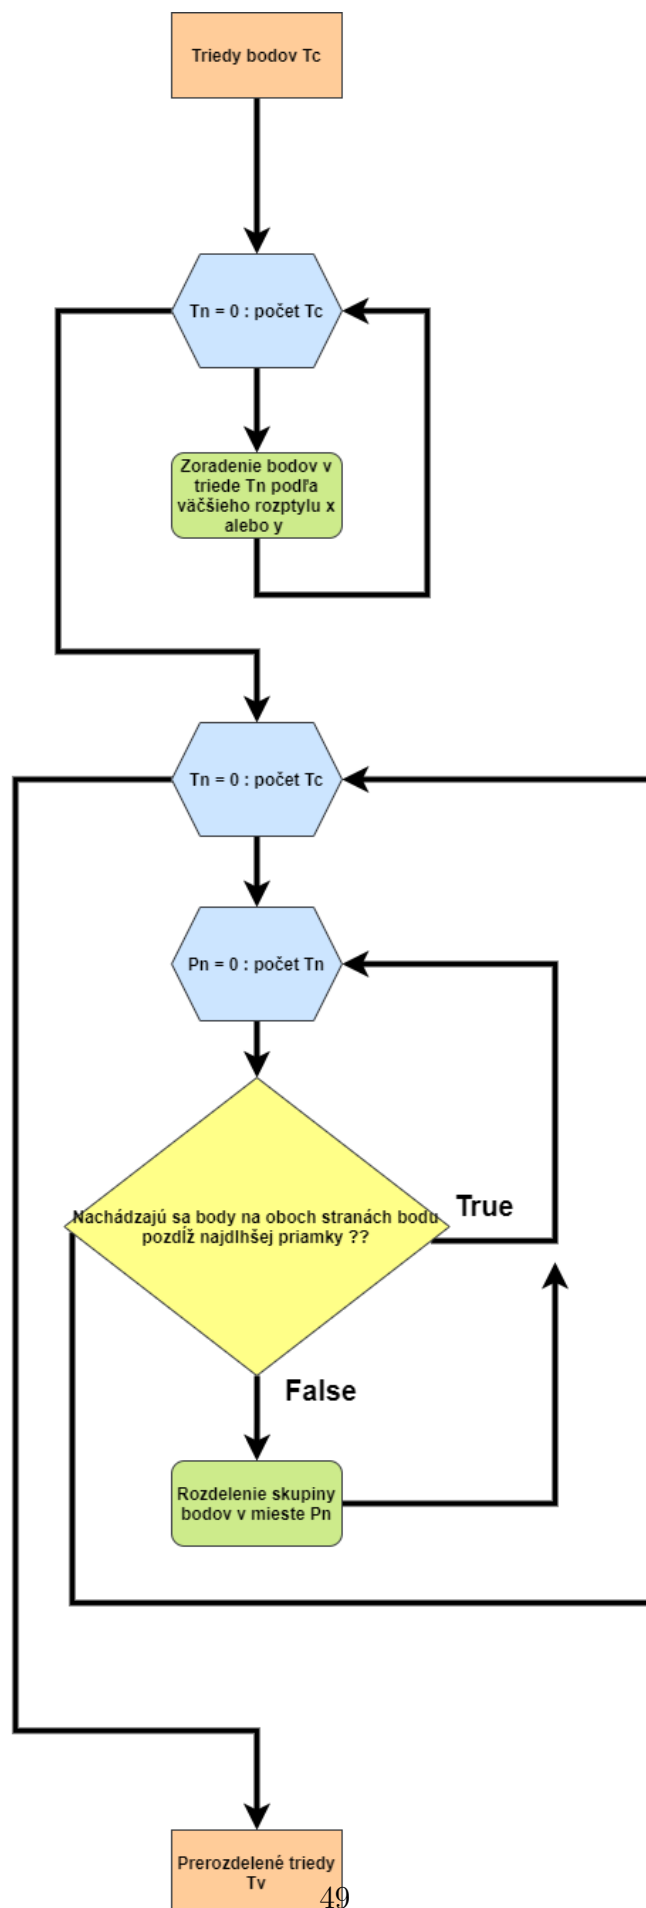 Triedy bodov Tc
Tn = 0 : počet Tc
Zoradenie bodov v
triede Tn podľa
väčšieho rozptylu x
alebo y
Tn = 0 : počet Tc
Pn = 0 : počet Tn
Nachádzajú sa body na oboch stranách bodu
pozdĺž najdlhšej priamky ??
True
False
Rozdelenie skupiny
bodov v mieste Pn
Prerozdelené triedy
Tv
49